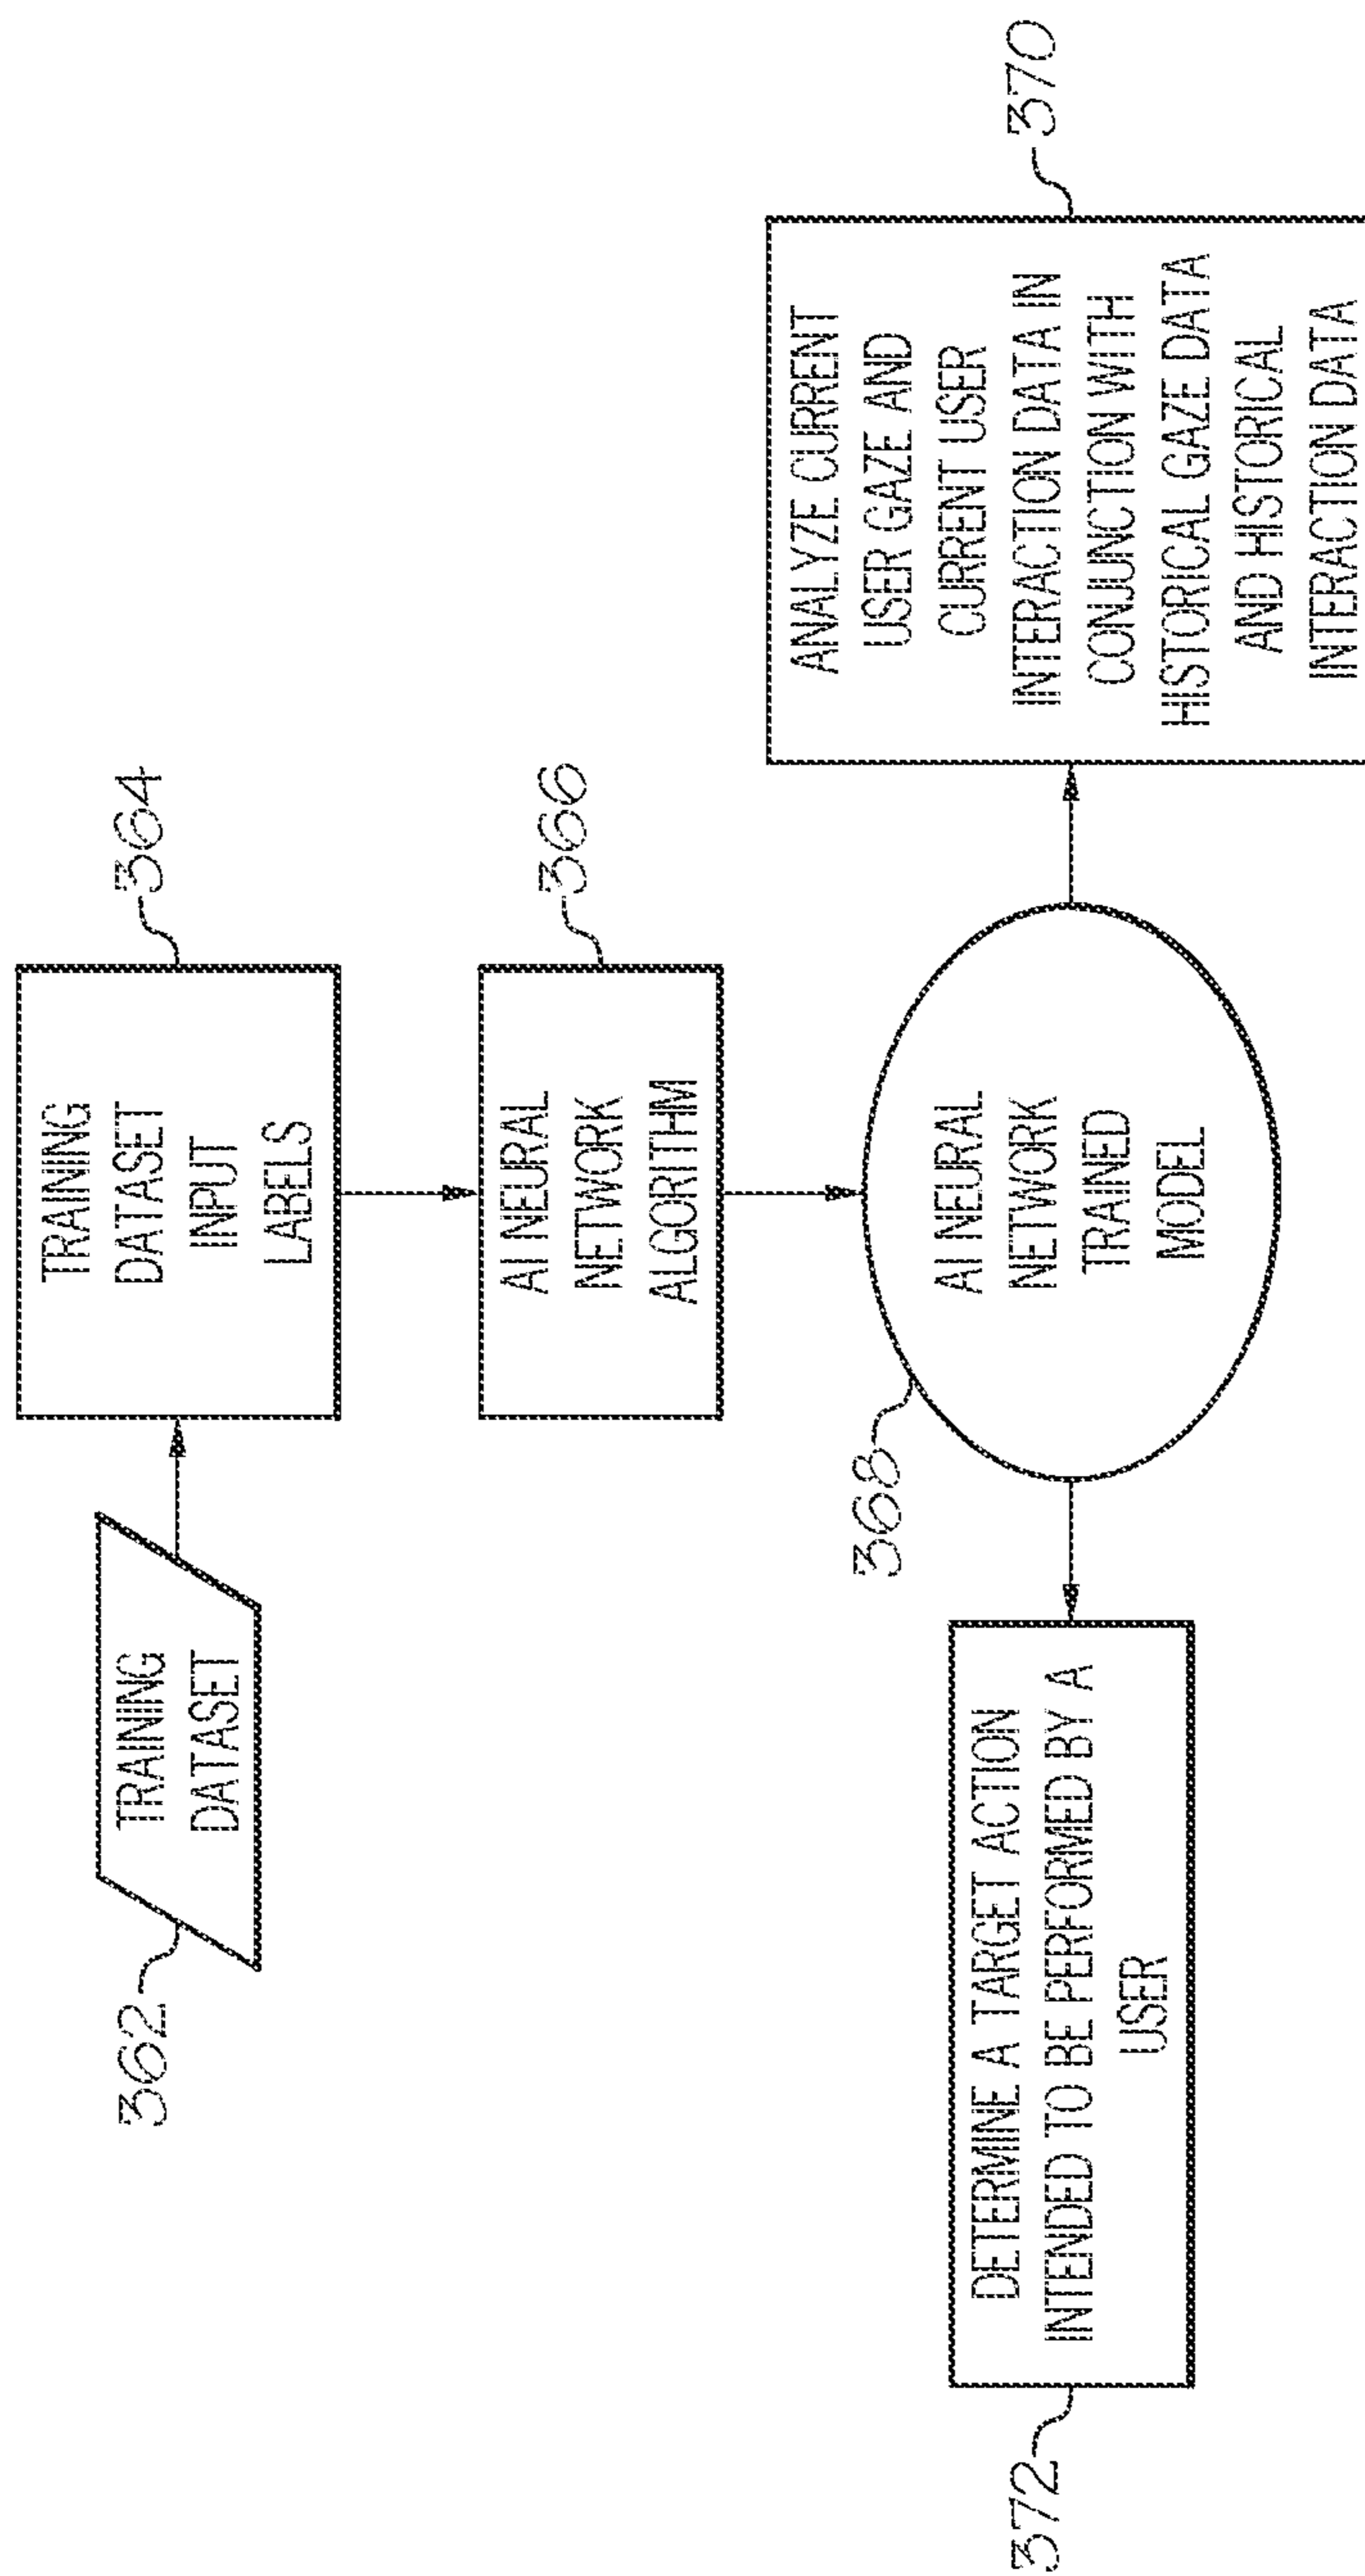 362
TRAINING
DATASET
TRAINING
DATASET
INPUT
LABELS
364
AI NEURAL
NETWORK
ALGORITHM
366
368
AI NEURAL
NETWORK
TRAINED
MODEL
372
DETERMINE A TARGET ACTION
INTENDED TO BE PERFORMED BY A
USER
ANALYZE CURRENT
USER GAZE AND
CURRENT USER
INTERACTION DATA IN
CONJUNCTION WITH
HISTORICAL GAZE DATA
AND HISTORICAL
INTERACTION DATA
370